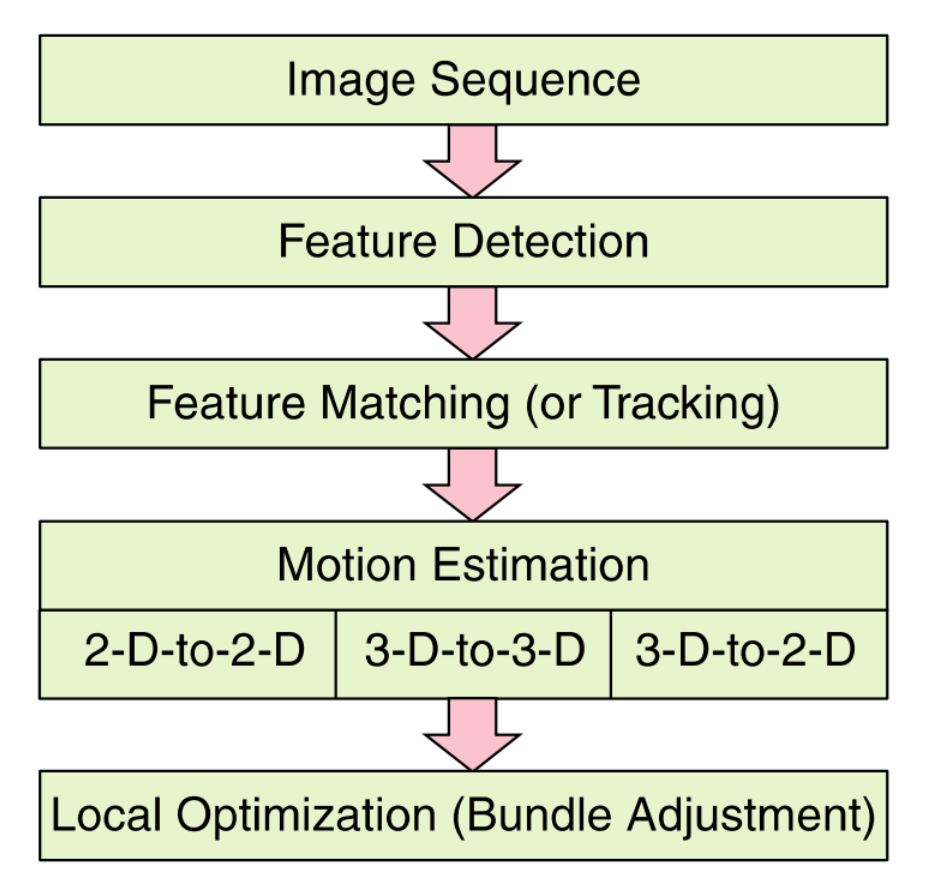 Image Sequence
Feature Detection
Feature Matching (or Tracking)
Motion Estimation
2-D-to-2-D 3-D-to-3-D 3-D-to-2-D
Local Optimization (Bundle Adjustment)